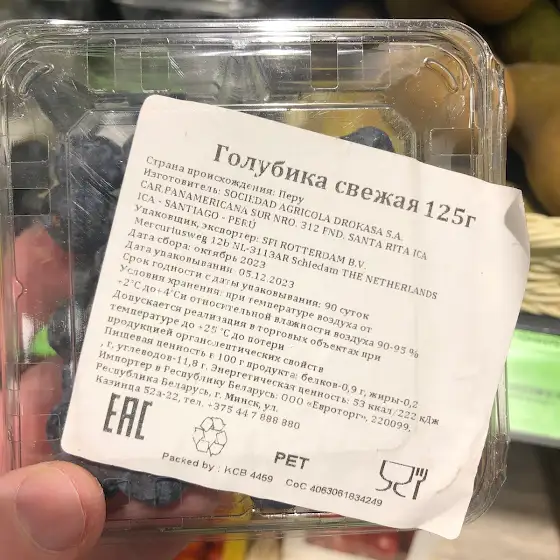 Голубика свежая 125г
Страна происхождения: Перу
Изготовитель: SOCIEDAD AGRICOLA DROKASA S.A.
CAR.PANAMERICANA SUR NRO. 312 FND. SANTA RITA ICA
ICA - SANTIAGO - PERÚ
Упаковщик, экспортер: SFI ROTTERDAM B.V.
Mercuriusweg 12b NL-3113AR Schiedam THE NETHERLANDS
Дата сбора: октябрь 2023
Дата упаковывания: 05.12.2023
Срок годности с даты упаковывания: 90 суток
Условия хранения: при температуре воздуха от
+2°С до+4°Си относительной влажности воздуха 90-95 %
Допускается реализация в торговых объектах при
температуре до +25 °С до потери
продукцией органолептических свойств
Пищевая ценность в 100 г продукта: белков-0,9 г, жиры-0,2
г, углеводов-11,8 г. Энергетическая ценность: 53 ккал/222 кДж
Импортер в Республику Беларусь: ООО «Евроторг», 220099,
Республика Беларусь, г. Минск, ул.
Казинца 52а-22, тел. +375 44 7 888 880
EAC
PET
Packed by : KCB 4459 CoC 4063061834249